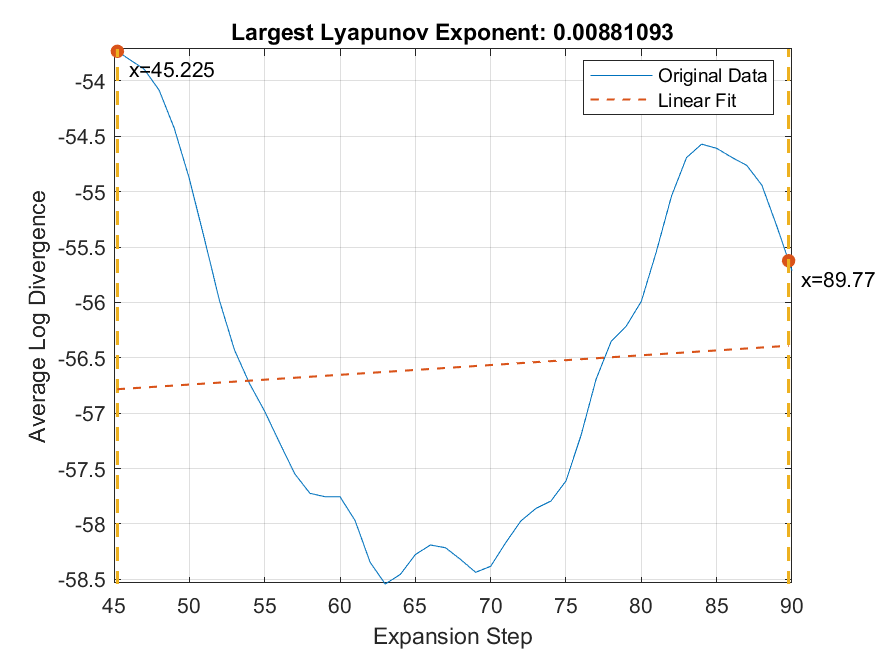 Largest Lyapunov Exponent: 0.00881093
Original Data
Linear Fit
x=45.225
x=89.77
Average Log Divergence
-54
-54.5
-55
-55.5
-56
-56.5
-57
-57.5
-58
-58.5
45 50 55 60 65 70 75 80 85 90
Expansion Step